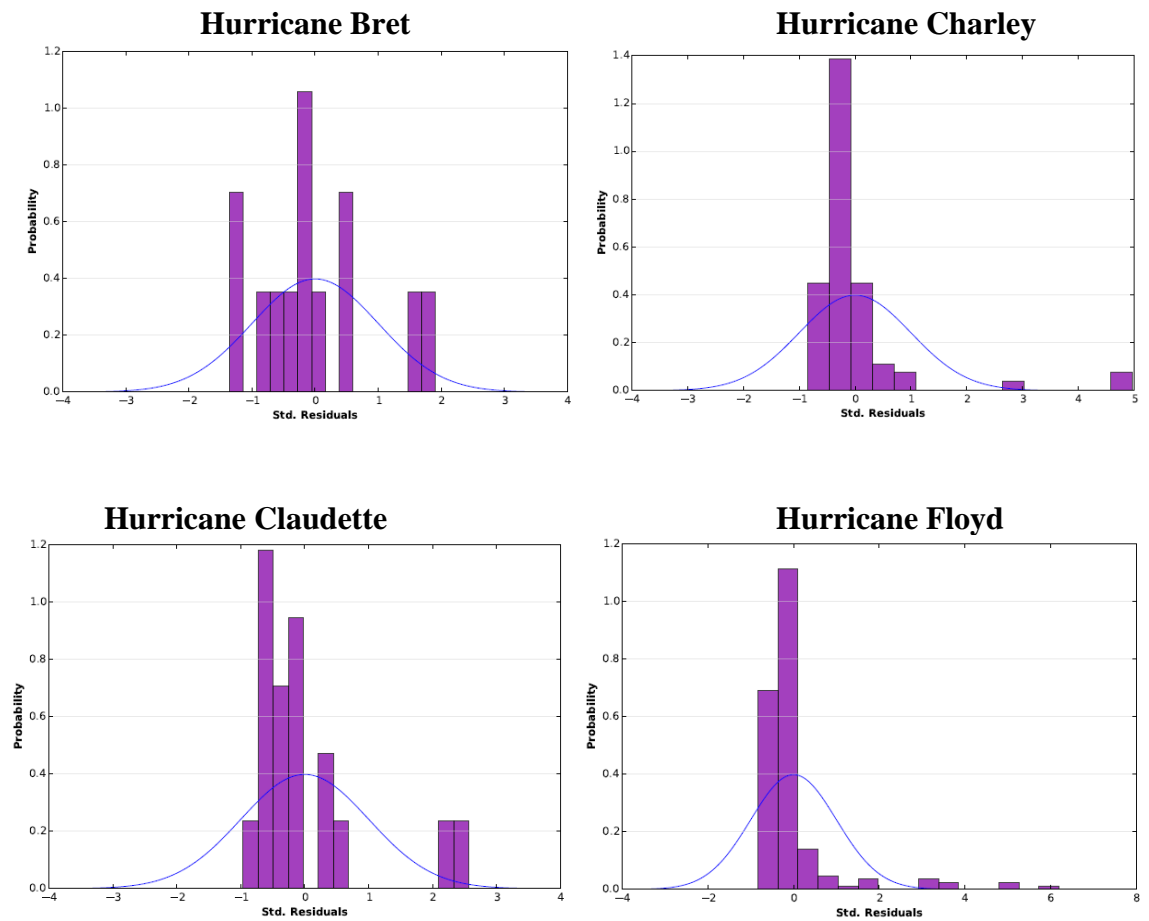 Hurricane Bret
1.2
1.0
0.8
0.6
0.4
0.2
0.0
Probability
−4 −3 −2 −1 0 1 2 3 4
Std. Residuals
Hurricane Charley
1.4
1.2
1.0
0.8
0.6
0.4
0.2
0.0
Probability
−4 −3 −2 −1 0 1 2 3 4 5
Std. Residuals
Hurricane Claudette
1.2
1.0
0.8
0.6
0.4
0.2
0.0
Probability
−4 −3 −2 −1 0 1 2 3 4
Std. Residuals
Hurricane Floyd
1.2
1.0
0.8
0.6
0.4
0.2
0.0
Probability
−4 −2 0 2 4 6 8
Std. Residuals